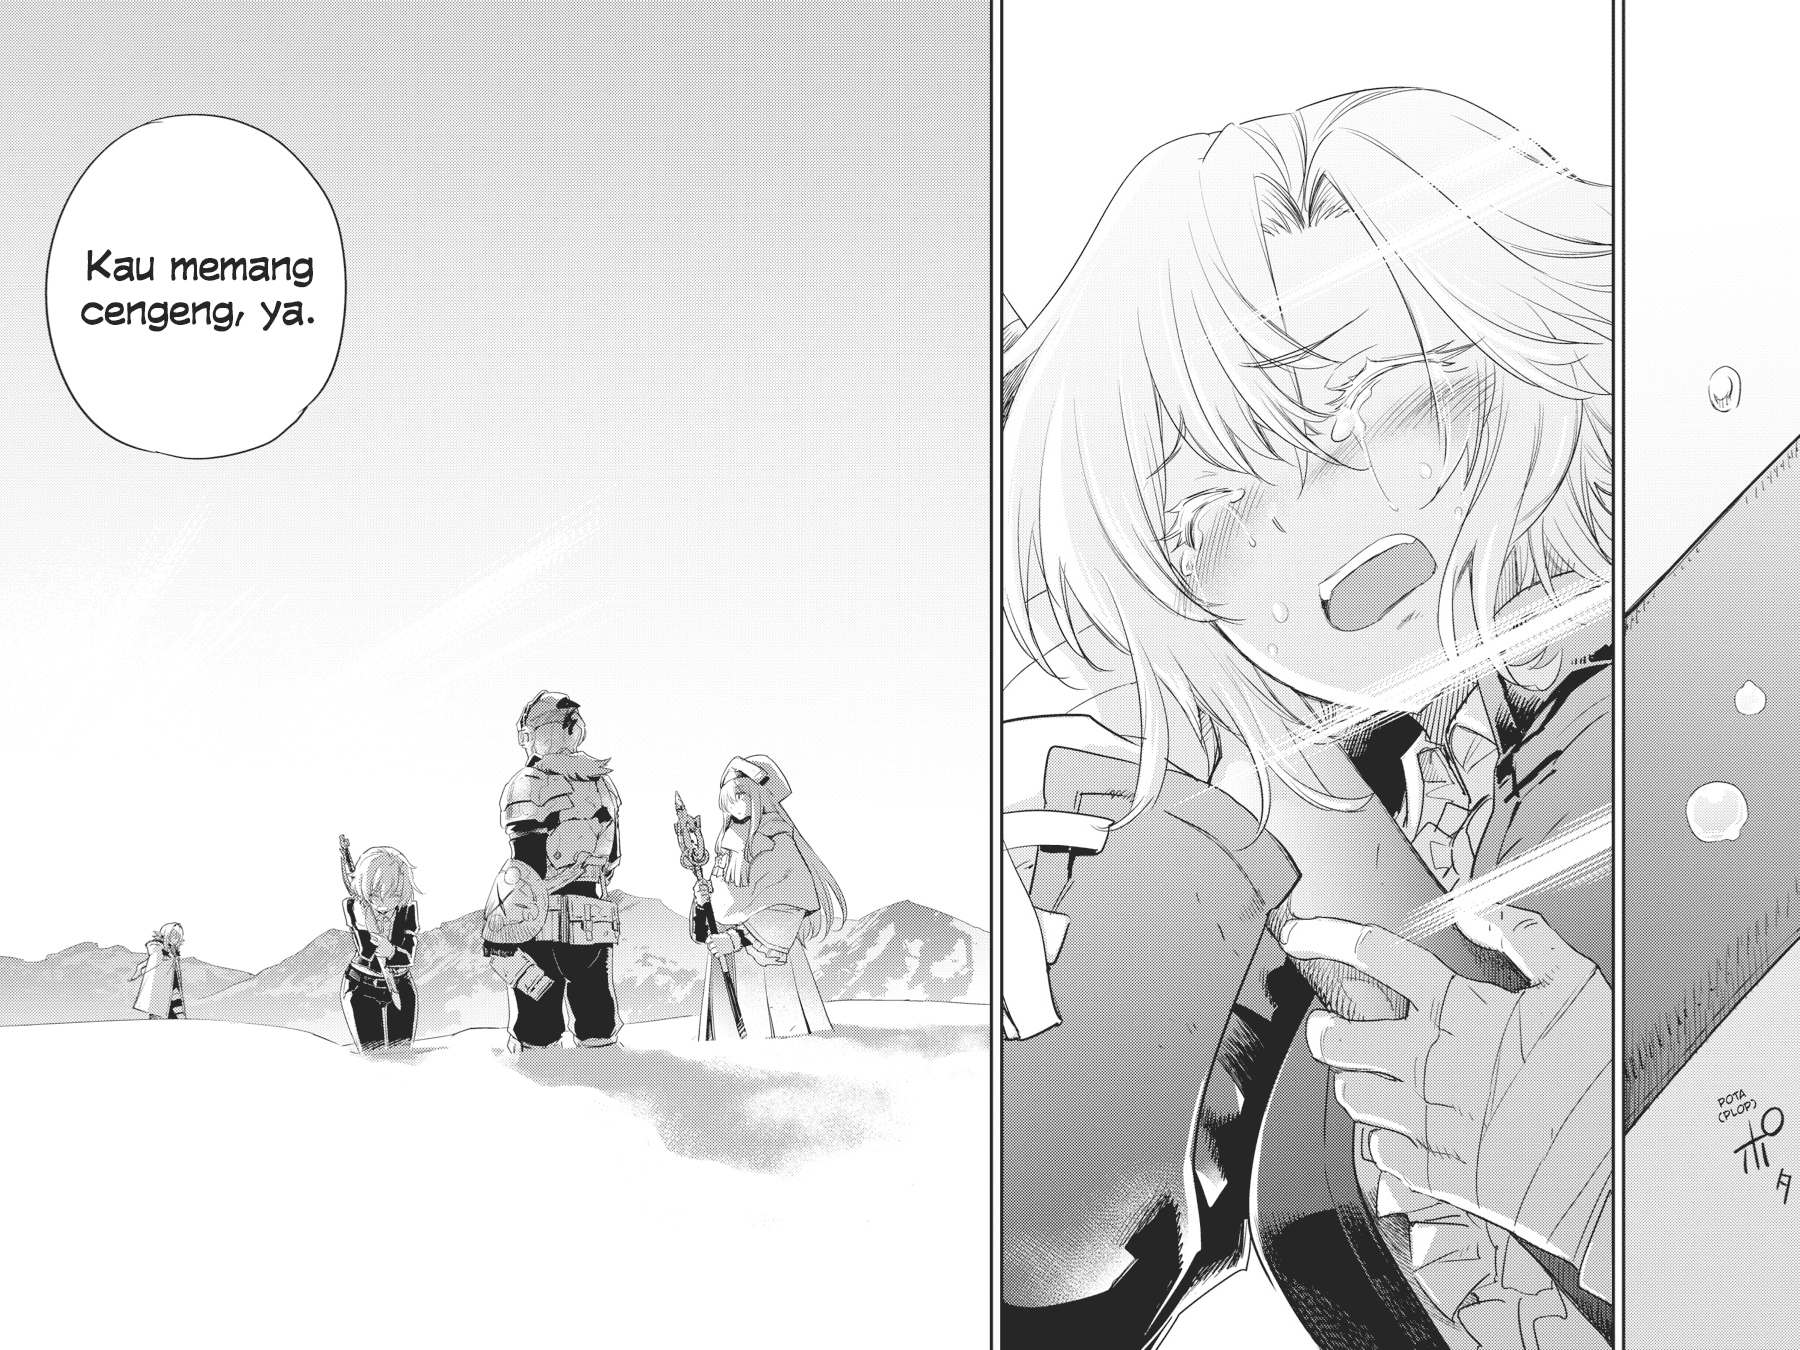 POTA
(PLOP)
ポタ
Kau memang
cengeng, ya.